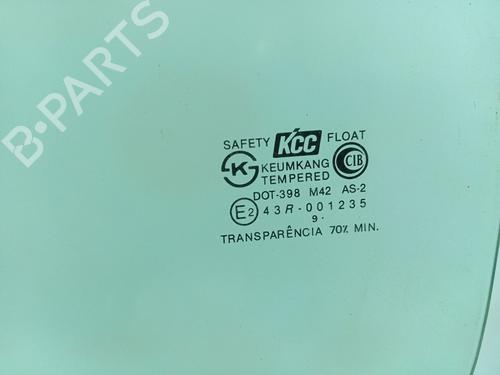 B-PARTS
SAFETY KCC FLOAT
KEUMKANG
TEMPERED
CIB
DOT-398 M42 AS-2
E2 43R-001235
9.
TRANSPARÊNCIA 70% MIN.